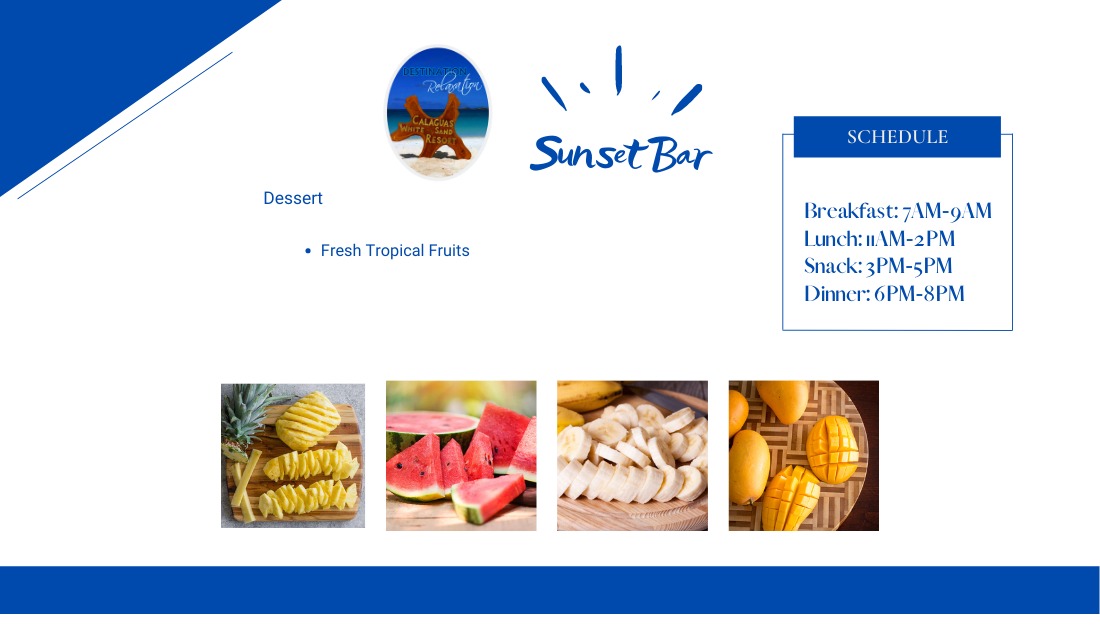 DESTINATION
Relaxation
CALAGUAS
WHITE SAND
RESORT
Sunset Bar
SCHEDULE
Breakfast: 7AM-9AM
Lunch: 11AM-2PM
Snack: 3PM-5PM
Dinner: 6PM-8PM
Dessert
• Fresh Tropical Fruits